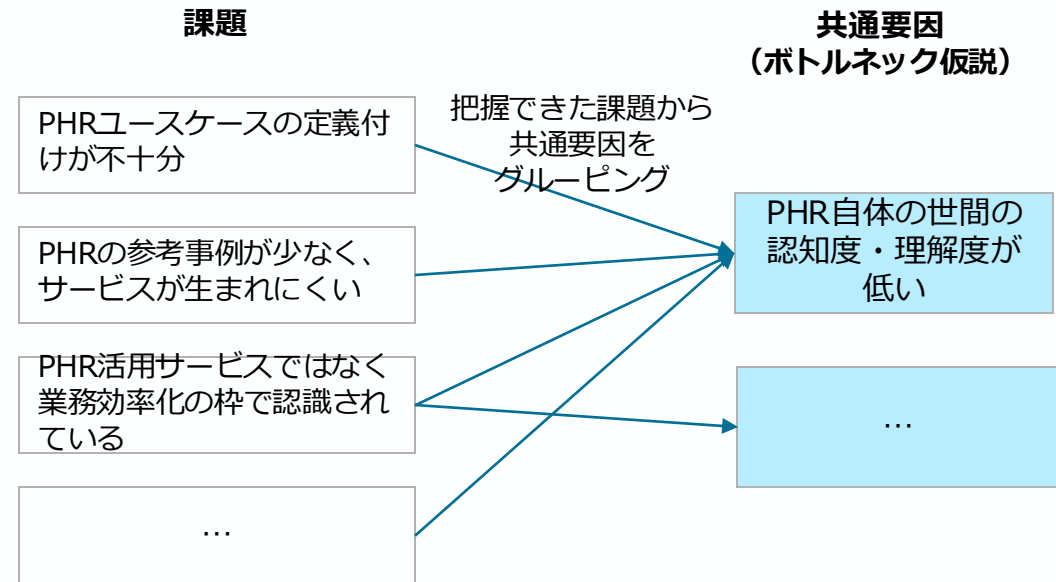 課題
共通要因
（ボトルネック仮説）
把握できた課題から
共通要因を
グルーピング
PHRユースケースの定義付
けが不十分
PHRの参考事例が少なく、
サービスが生まれにくい
PHR活用サービスではなく
業務効率化の枠で認識され
ている
…
PHR自体の世間の
認知度・理解度が
低い
…